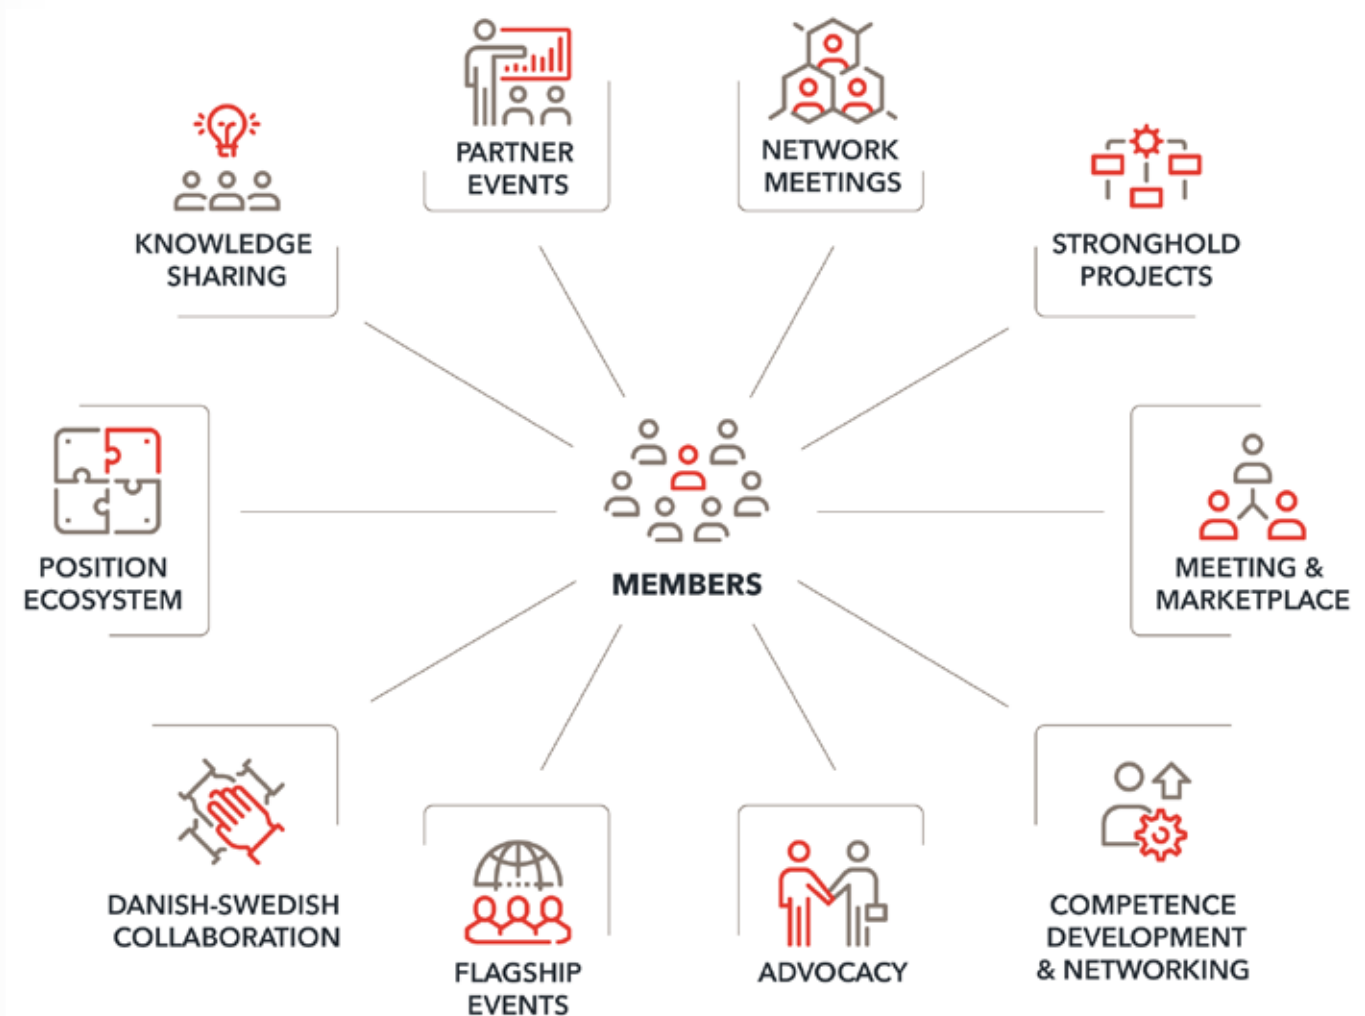 PARTNER
EVENTS
NETWORK
MEETINGS
KNOWLEDGE
SHARING
STRONGHOLD
PROJECTS
POSITION
ECOSYSTEM
MEMBERS
MEETING &
MARKETPLACE
DANISH-SWEDISH
COLLABORATION
FLAGSHIP
EVENTS
ADVOCACY
COMPETENCE
DEVELOPMENT
& NETWORKING